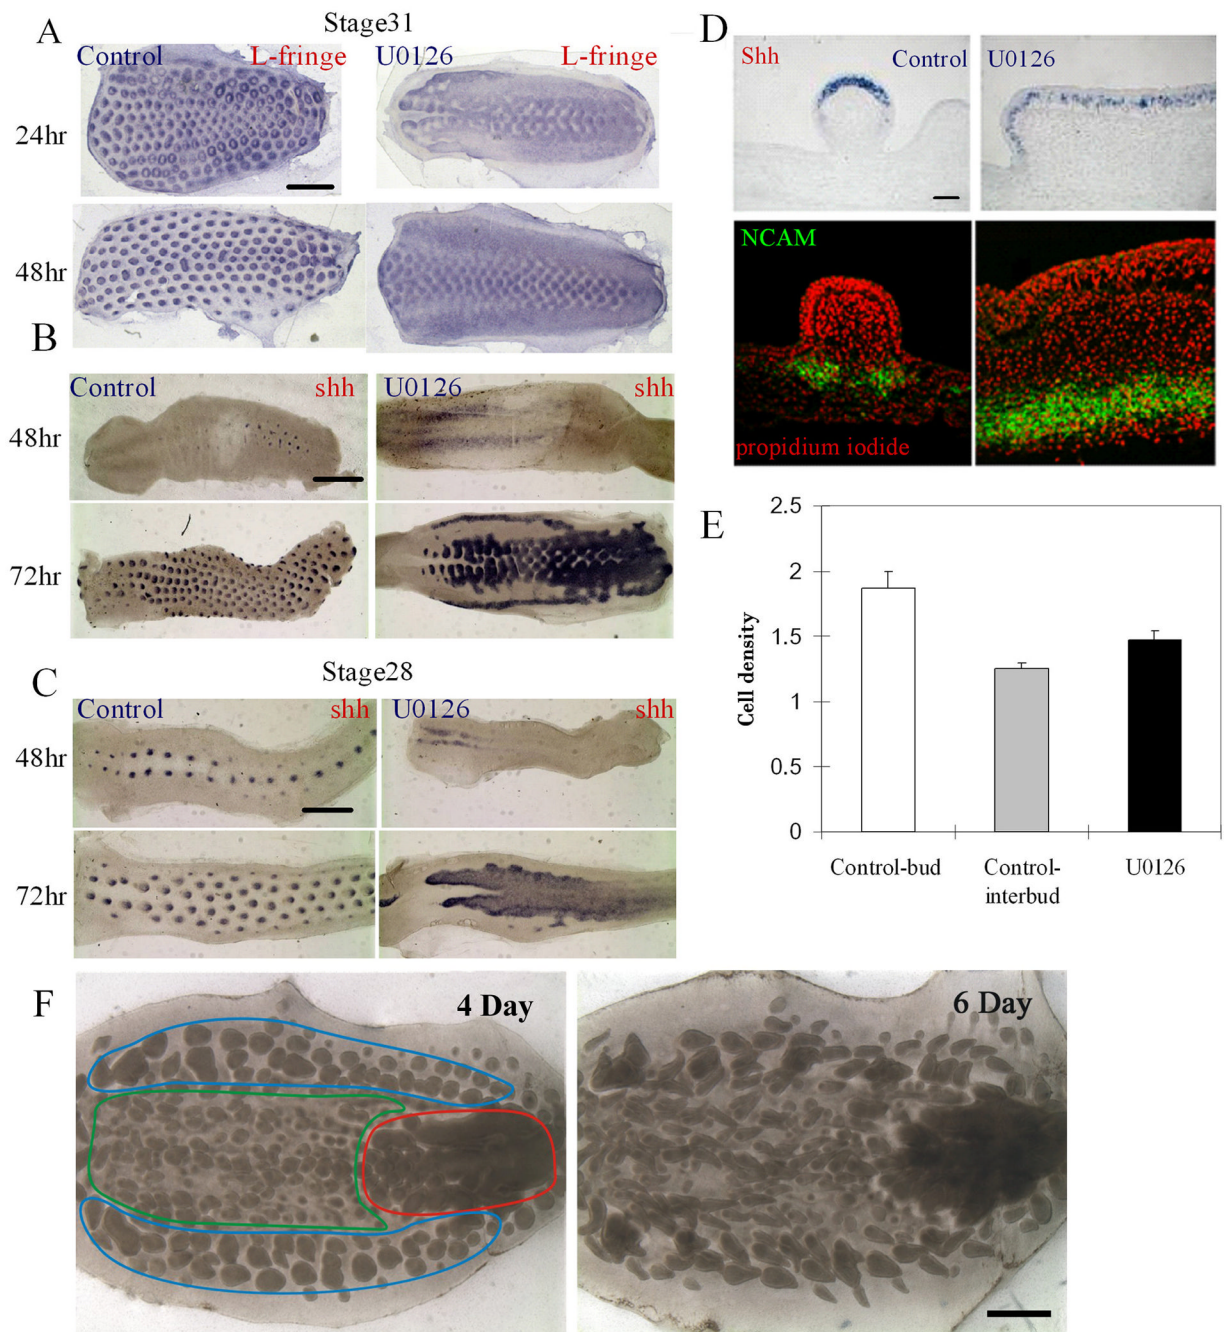 A
Stage31
Control L-fringe
U0126 L-fringe
24hr
48hr
B
Control shh
U0126 shh
48hr
72hr
C
Stage28
Control shh
U0126 shh
48hr
72hr
D
Shh Control
U0126
NCAM
propidium iodide
E
2.5
2
1.5
1
0.5
0
Cell density
Control-bud
Control-
interbud
U0126
F
4 Day
6 Day